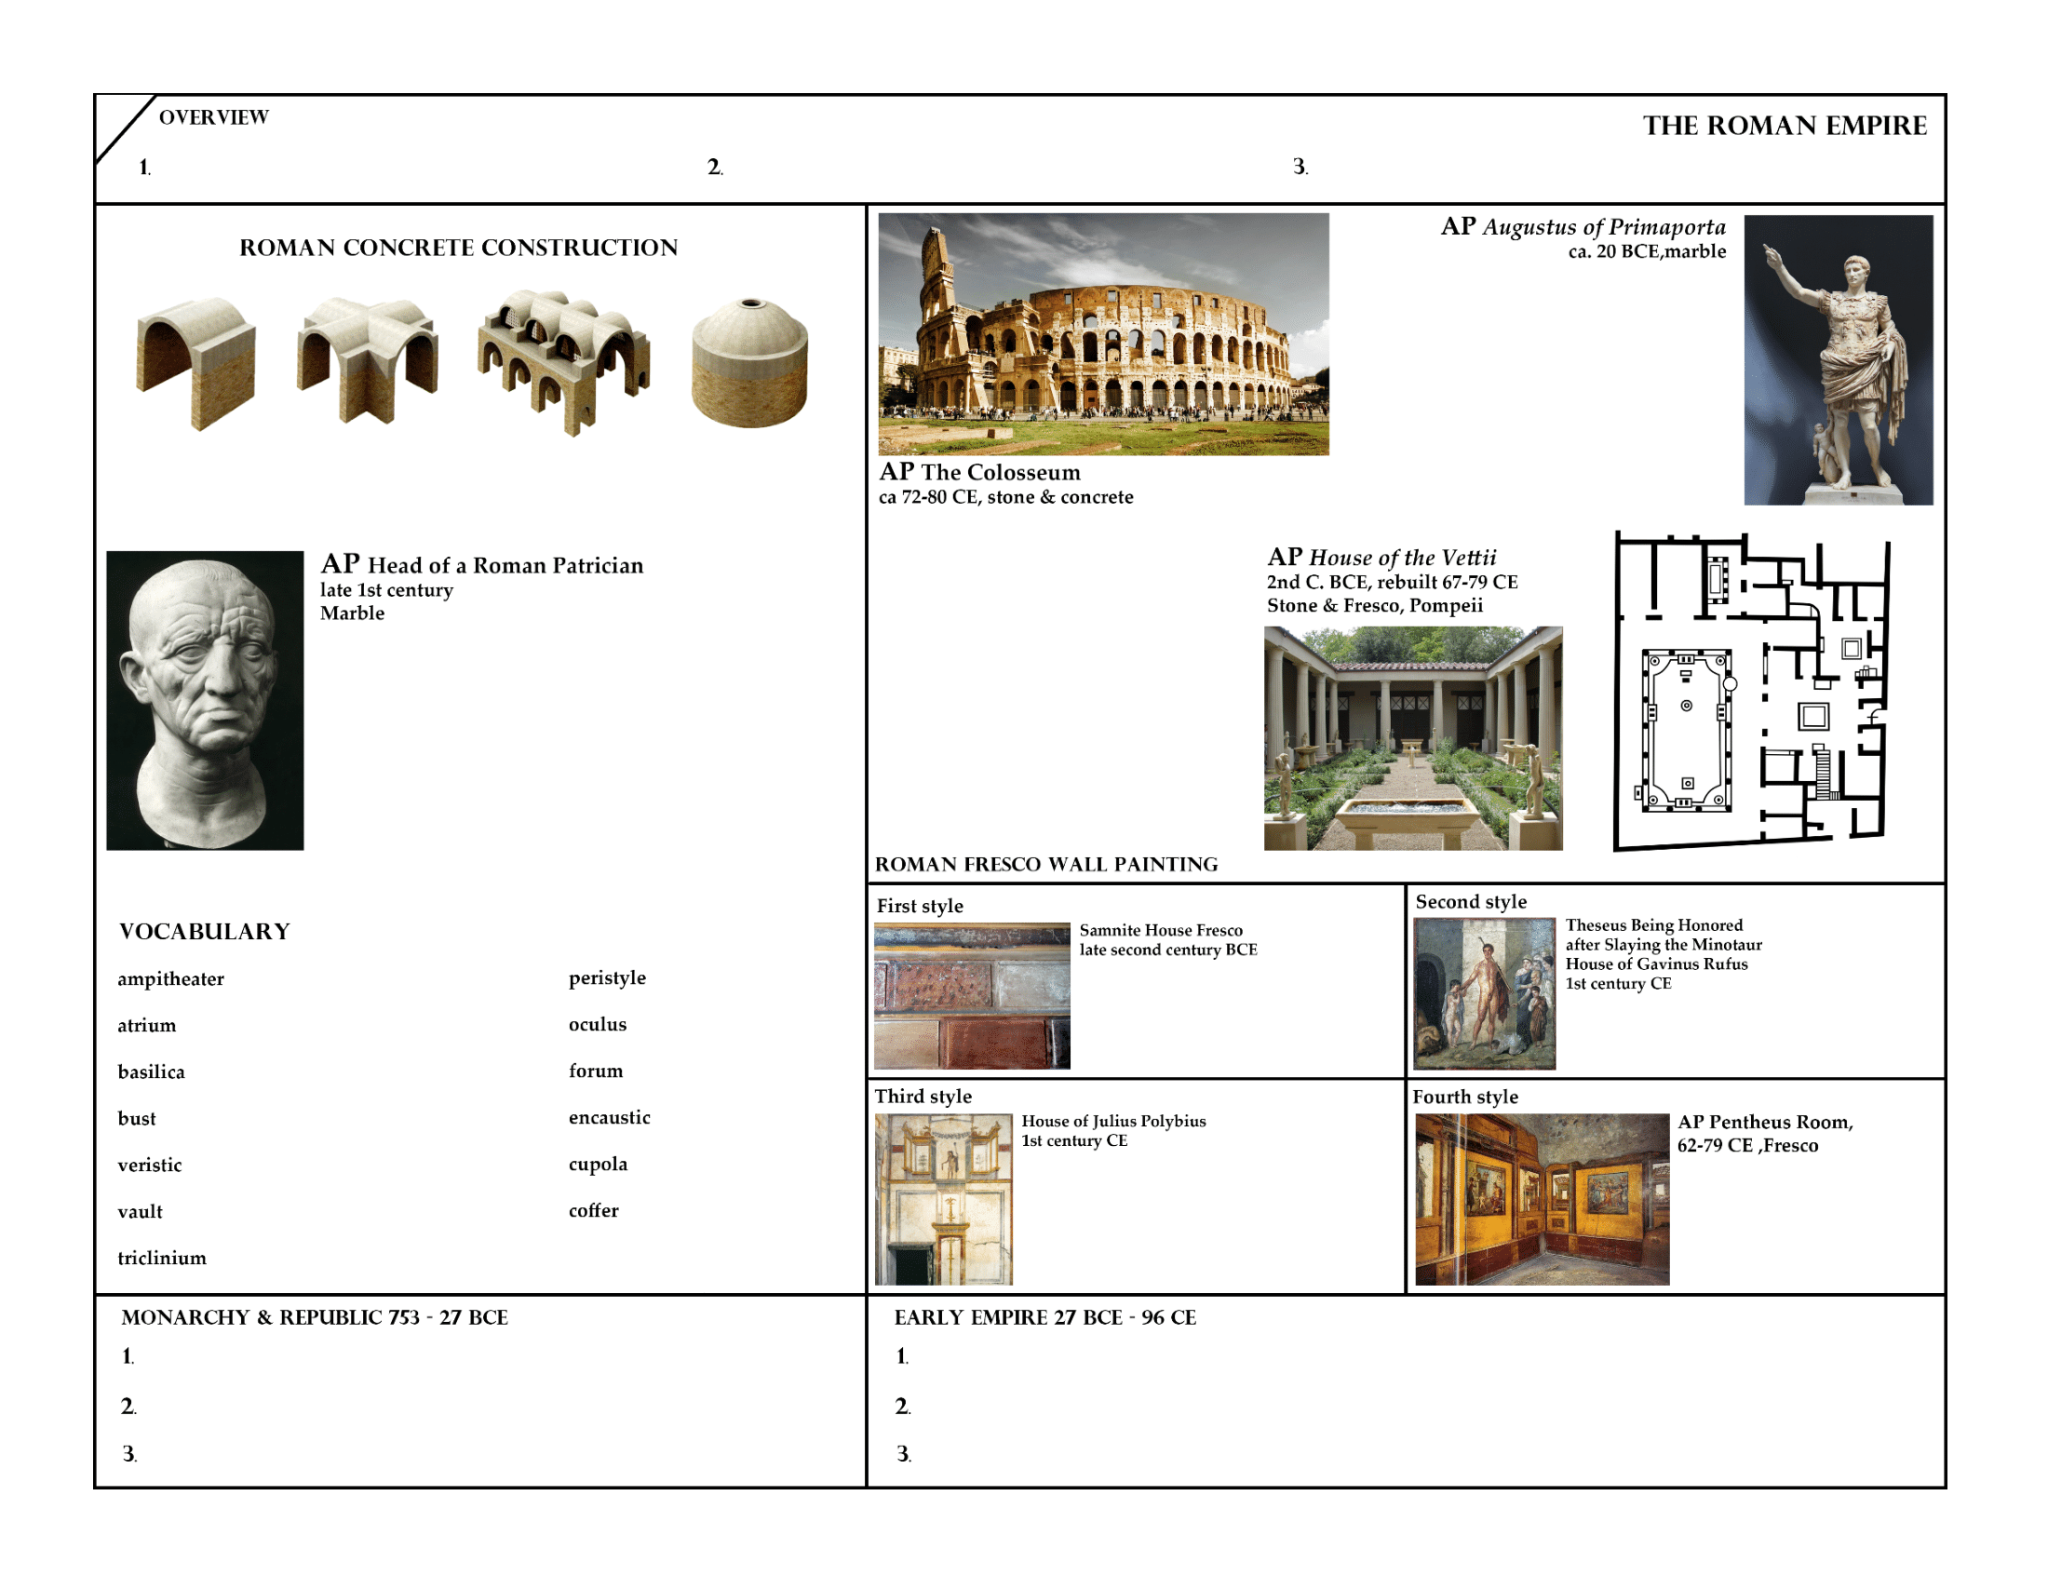 OVERVIEW
THE ROMAN EMPIRE
1.
2.
3.
ROMAN CONCRETE CONSTRUCTION
AP Head of a Roman Patrician
late 1st century
Marble
VOCABULARY
ampitheater
atrium
basilica
bust
veristic
vault
triclinium
peristyle
oculus
forum
encaustic
cupola
coffer
AP The Colosseum
ca 72-80 CE, stone & concrete
AP Augustus of Primaporta
ca. 20 BCE,marble
AP House of the Vettii
2nd C. BCE, rebuilt 67-79 CE
Stone & Fresco, Pompeii
ROMAN FRESCO WALL PAINTING
First style
Samnite House Fresco
late second century BCE
Second style
Theseus Being Honored
after Slaying the Minotaur
House of Gavinus Rufus
1st century CE
Third style
House of Julius Polybius
1st century CE
Fourth style
AP Pentheus Room,
62-79 CE ,Fresco
MONARCHY & REPUBLIC 753 - 27 BCE
1.
2.
3.
EARLY EMPIRE 27 BCE - 96 CE
1.
2.
3.